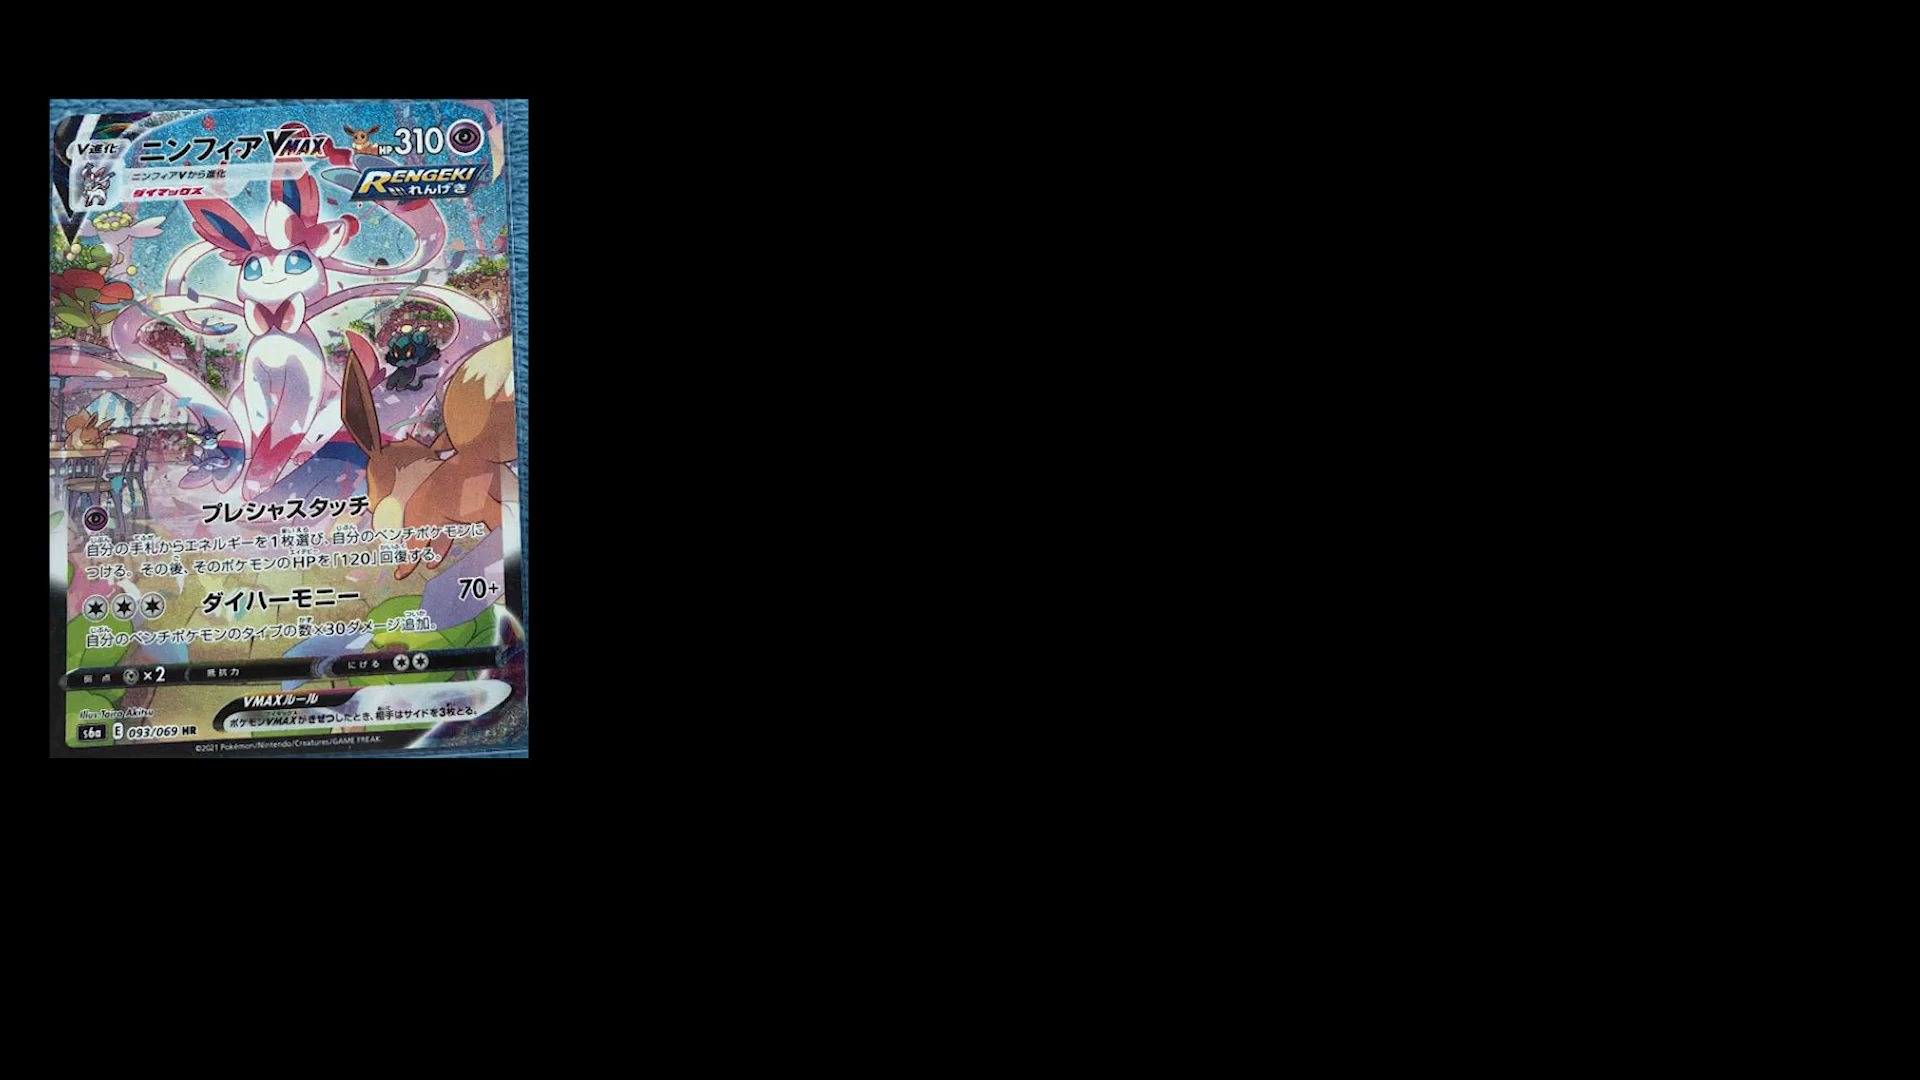 V進化 ニンフィアVMAX HP310
ニンフィアVから進化
ダイマックス
RENGEKI
れんげき
プレシャスタッチ
自分の手札からエネルギーを1枚選び、自分のベンチポケモンに
つける。その後、そのポケモンのHPを「120」回復する。
ダイハーモニー 70+
自分のベンチポケモンのタイプの数×30ダメージ追加。
弱点 ×2 抵抗力 にげる
VMAXルール
ポケモンVMAXがきぜつしたとき、相手はサイドを3枚とる。
Illus. Taira Akitsu
s6a E 093/069 HR
©2021 Pokémon/Nintendo/Creatures/GAME FREAK.